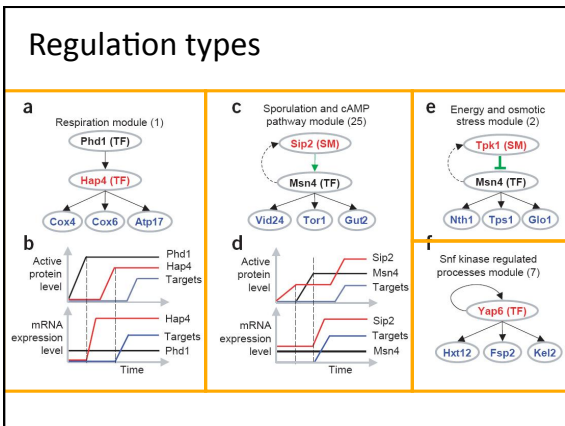 Regulation types
a
Respiration module (1)
Phd1 (TF)
Hap4 (TF)
Cox4
Cox6
Atp17
b
Active
protein
level
Phd1
Hap4
Targets
mRNA
expression
level
Hap4
Targets
Phd1
Time
c
Sporulation and cAMP
pathway module (25)
Sip2 (SM)
Msn4 (TF)
Vid24
Tor1
Gut2
d
Active
protein
level
Sip2
Msn4
Targets
mRNA
expression
level
Sip2
Targets
Msn4
Time
e
Energy and osmotic
stress module (2)
Tpk1 (SM)
Msn4 (TF)
Nth1
Tps1
Glo1
f
Snf kinase regulated
processes module (7)
Yap6 (TF)
Hxt12
Fsp2
Kel2